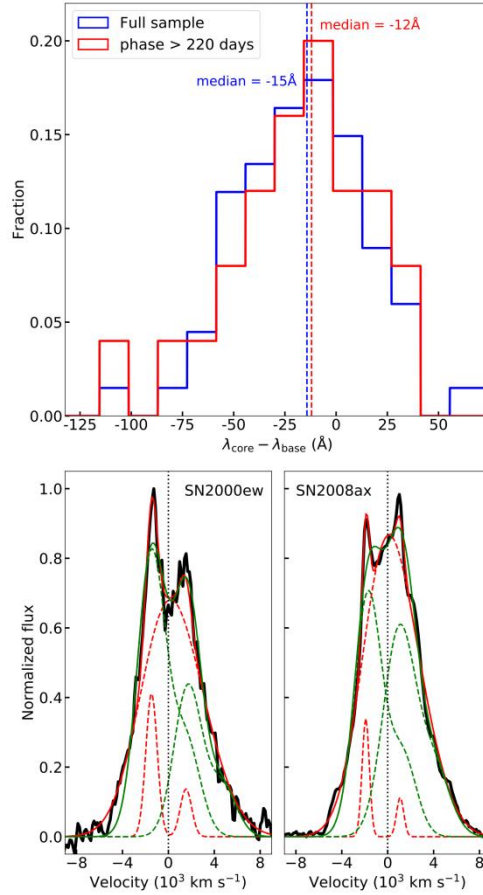 Full sample
phase > 220 days
median = -12Å
median = -15Å
0.20
0.15
0.10
0.05
0.00
Fraction
−125 −100 −75 −50 −25 0 25 50
λcore − λbase (Å)
SN2000ew
SN2008ax
1.0
0.8
0.6
0.4
0.2
0.0
Normalized flux
−8 −4 0 4 8
−8 −4 0 4 8
Velocity (10³ km s⁻¹)
Velocity (10³ km s⁻¹)